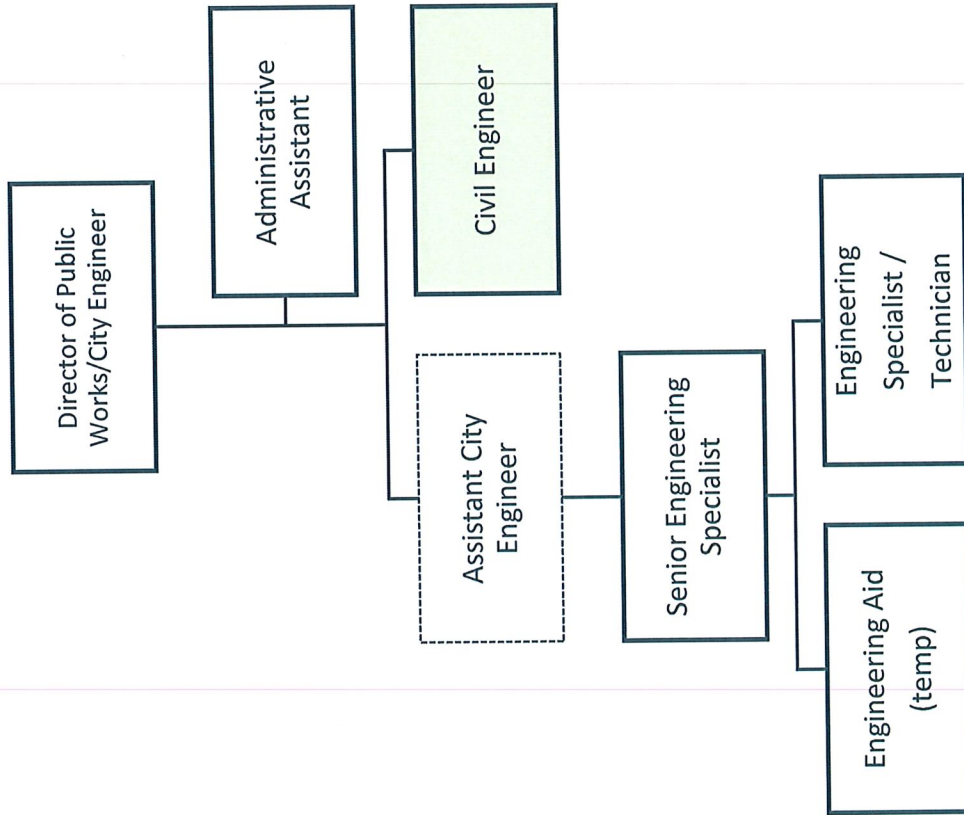 Director of Public
Works/City Engineer
Administrative
Assistant
Assistant City
Engineer
Civil Engineer
Senior Engineering
Specialist
Engineering Aid
(temp)
Engineering
Specialist /
Technician